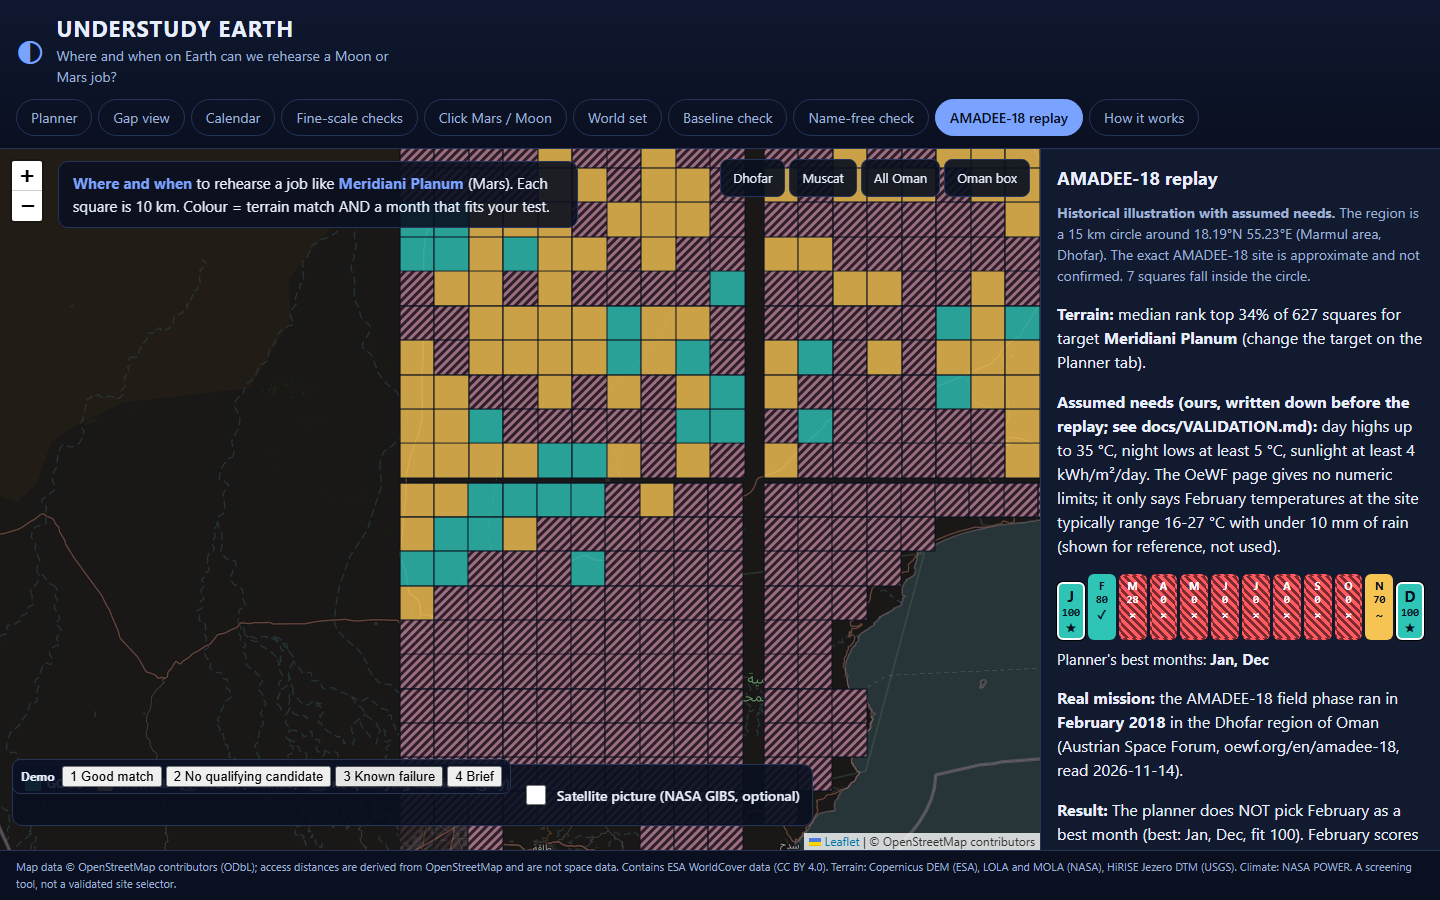 UNDERSTUDY EARTH
Where and when on Earth can we rehearse a Moon or
Mars job?
Planner
Gap view
Calendar
Fine-scale checks
Click Mars / Moon
World set
Baseline check
Name-free check
AMADEE-18 replay
How it works
+
−
Where and when to rehearse a job like Meridiani Planum (Mars). Each
square is 10 km. Colour = terrain match AND a month that fits your test.
Dhofar
Muscat
All Oman
Oman box
Demo
1 Good match
2 No qualifying candidate
3 Known failure
4 Brief
Satellite picture (NASA GIBS, optional)
Leaflet | © OpenStreetMap contributors
AMADEE-18 replay
Historical illustration with assumed needs. The region is
a 15 km circle around 18.19°N 55.23°E (Marmul area,
Dhofar). The exact AMADEE-18 site is approximate and not
confirmed. 7 squares fall inside the circle.
Terrain: median rank top 34% of 627 squares for
target Meridiani Planum (change the target on the
Planner tab).
Assumed needs (ours, written down before the
replay; see docs/VALIDATION.md): day highs up
to 35 °C, night lows at least 5 °C, sunlight at least 4
kWh/m²/day. The OeWF page gives no numeric
limits; it only says February temperatures at the site
typically range 16-27 °C with under 10 mm of rain
(shown for reference, not used).
J F M A M J J A S O N D
100 80 28 0 0 0 0 0 0 0 70 100
★ ✓ × × × × × × × × ~ ★
Planner's best months: Jan, Dec
Real mission: the AMADEE-18 field phase ran in
February 2018 in the Dhofar region of Oman
(Austrian Space Forum, oewf.org/en/amadee-18,
read 2026-11-14).
Result: The planner does NOT pick February as a
best month (best: Jan, Dec, fit 100). February scores
Map data © OpenStreetMap contributors (ODbL); access distances are derived from OpenStreetMap and are not space data. Contains ESA WorldCover data (CC BY 4.0). Terrain: Copernicus DEM (ESA), LOLA and MOLA (NASA), HiRISE Jezero DTM (USGS). Climate: NASA POWER. A screening
tool, not a validated site selector.